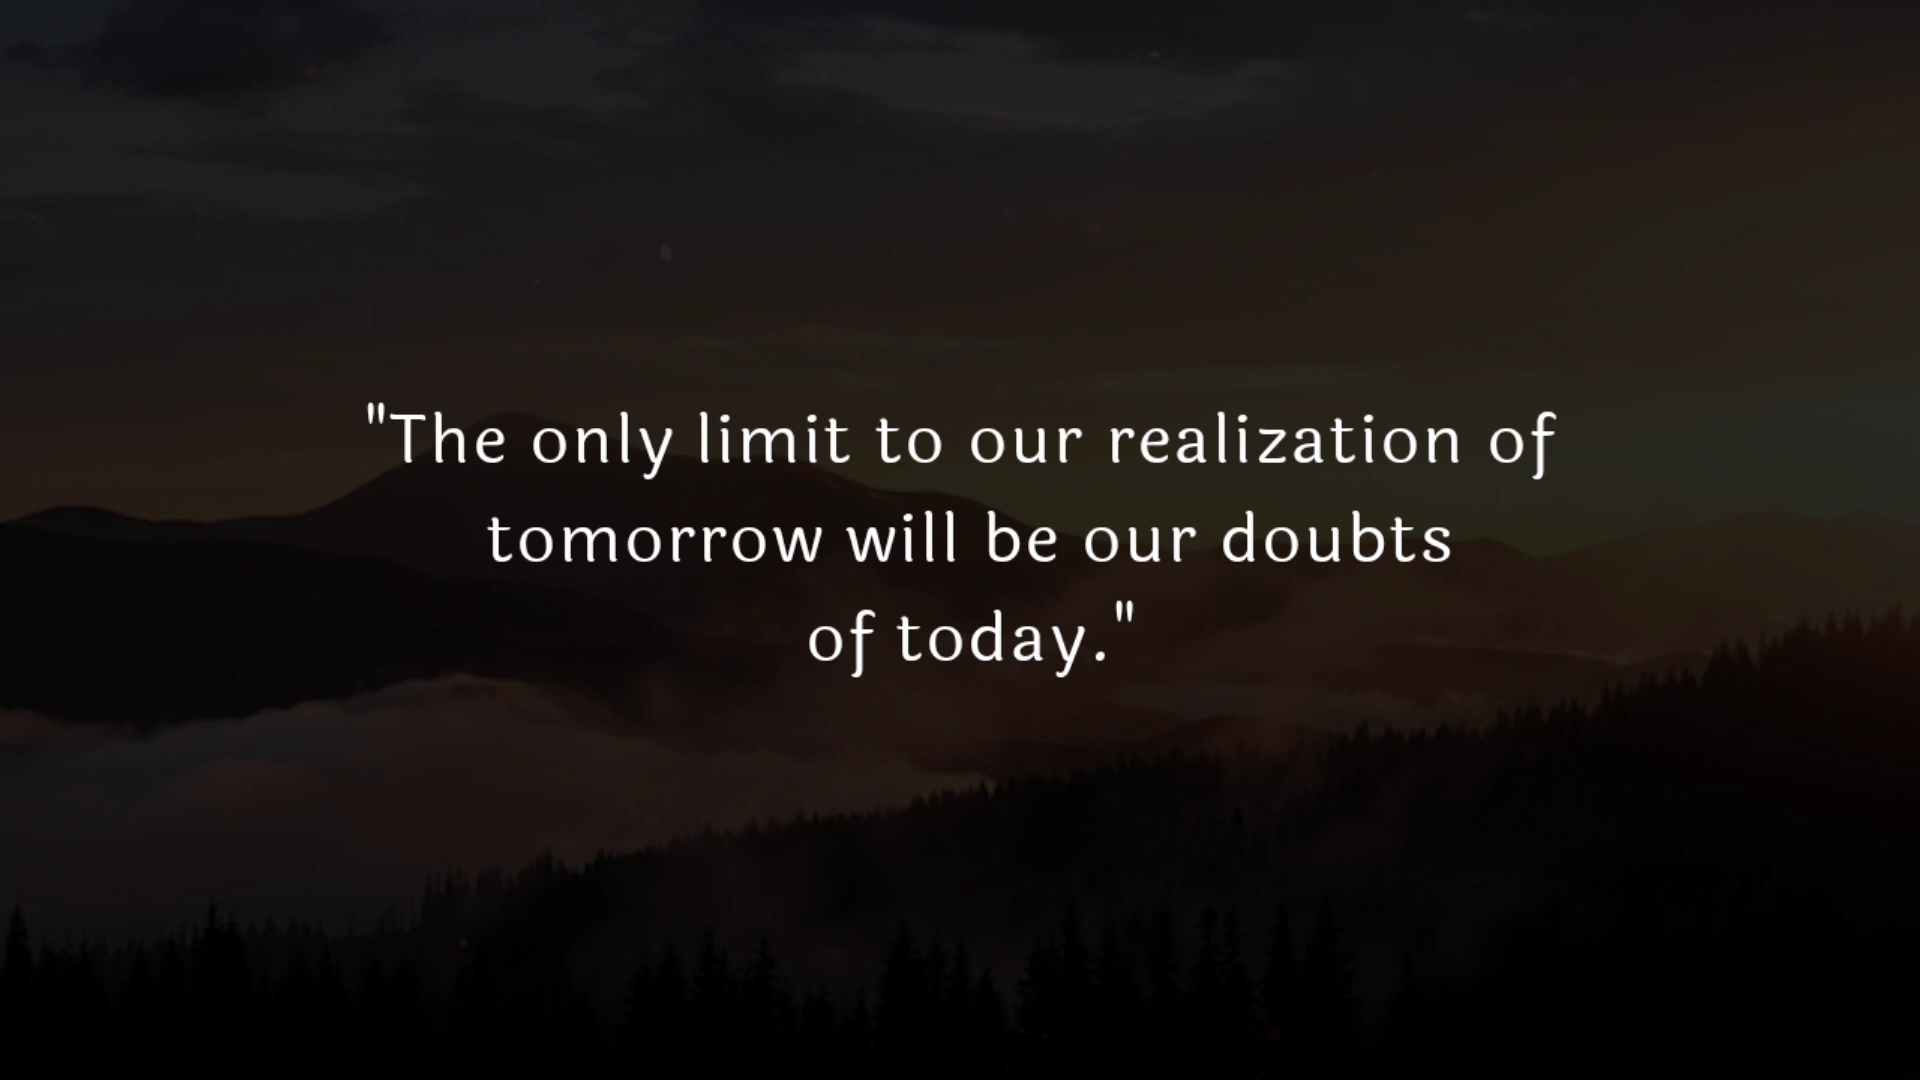 "The only limit to our realization of
tomorrow will be our doubts
of today."